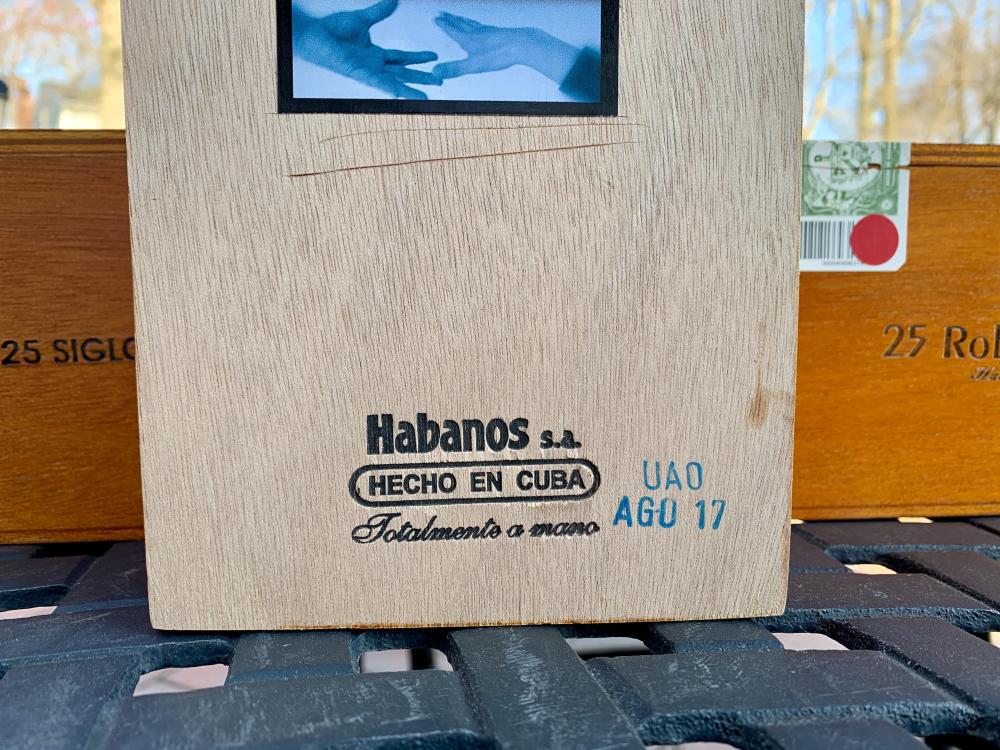 25 SIGLO
25 Rob
Habanos s.a.
HECHO EN CUBA
Totalmente a mano
UAO
AGO 17